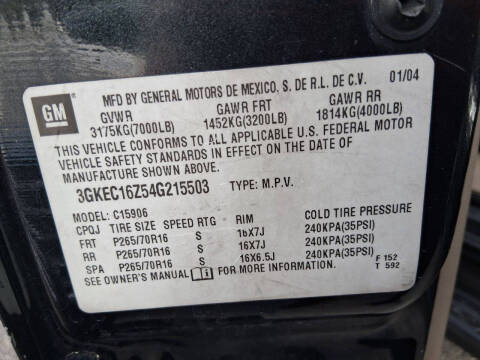 GM
MFD BY GENERAL MOTORS DE MEXICO, S. DE R.L. DE C.V. 01/04
GVWR GAWR FRT GAWR RR
3175KG(7000LB) 1452KG(3200LB) 1814KG(4000LB)
THIS VEHICLE CONFORMS TO ALL APPLICABLE U.S. FEDERAL MOTOR
VEHICLE SAFETY STANDARDS IN EFFECT ON THE DATE OF
MANUFACTURE SHOWN ABOVE.
3GKEC16Z54G215503 TYPE: M.P.V.
MODEL: C15906
CPQJ TIRE SIZE SPEED RTG RIM COLD TIRE PRESSURE
FRT P265/70R16 S 16X7J 240KPA(35PSI)
RR P265/70R16 S 16X7J 240KPA(35PSI)
SPA P265/70R16 S 16X6.5J 240KPA(35PSI) F 152
SEE OWNER'S MANUAL FOR MORE INFORMATION. T 592